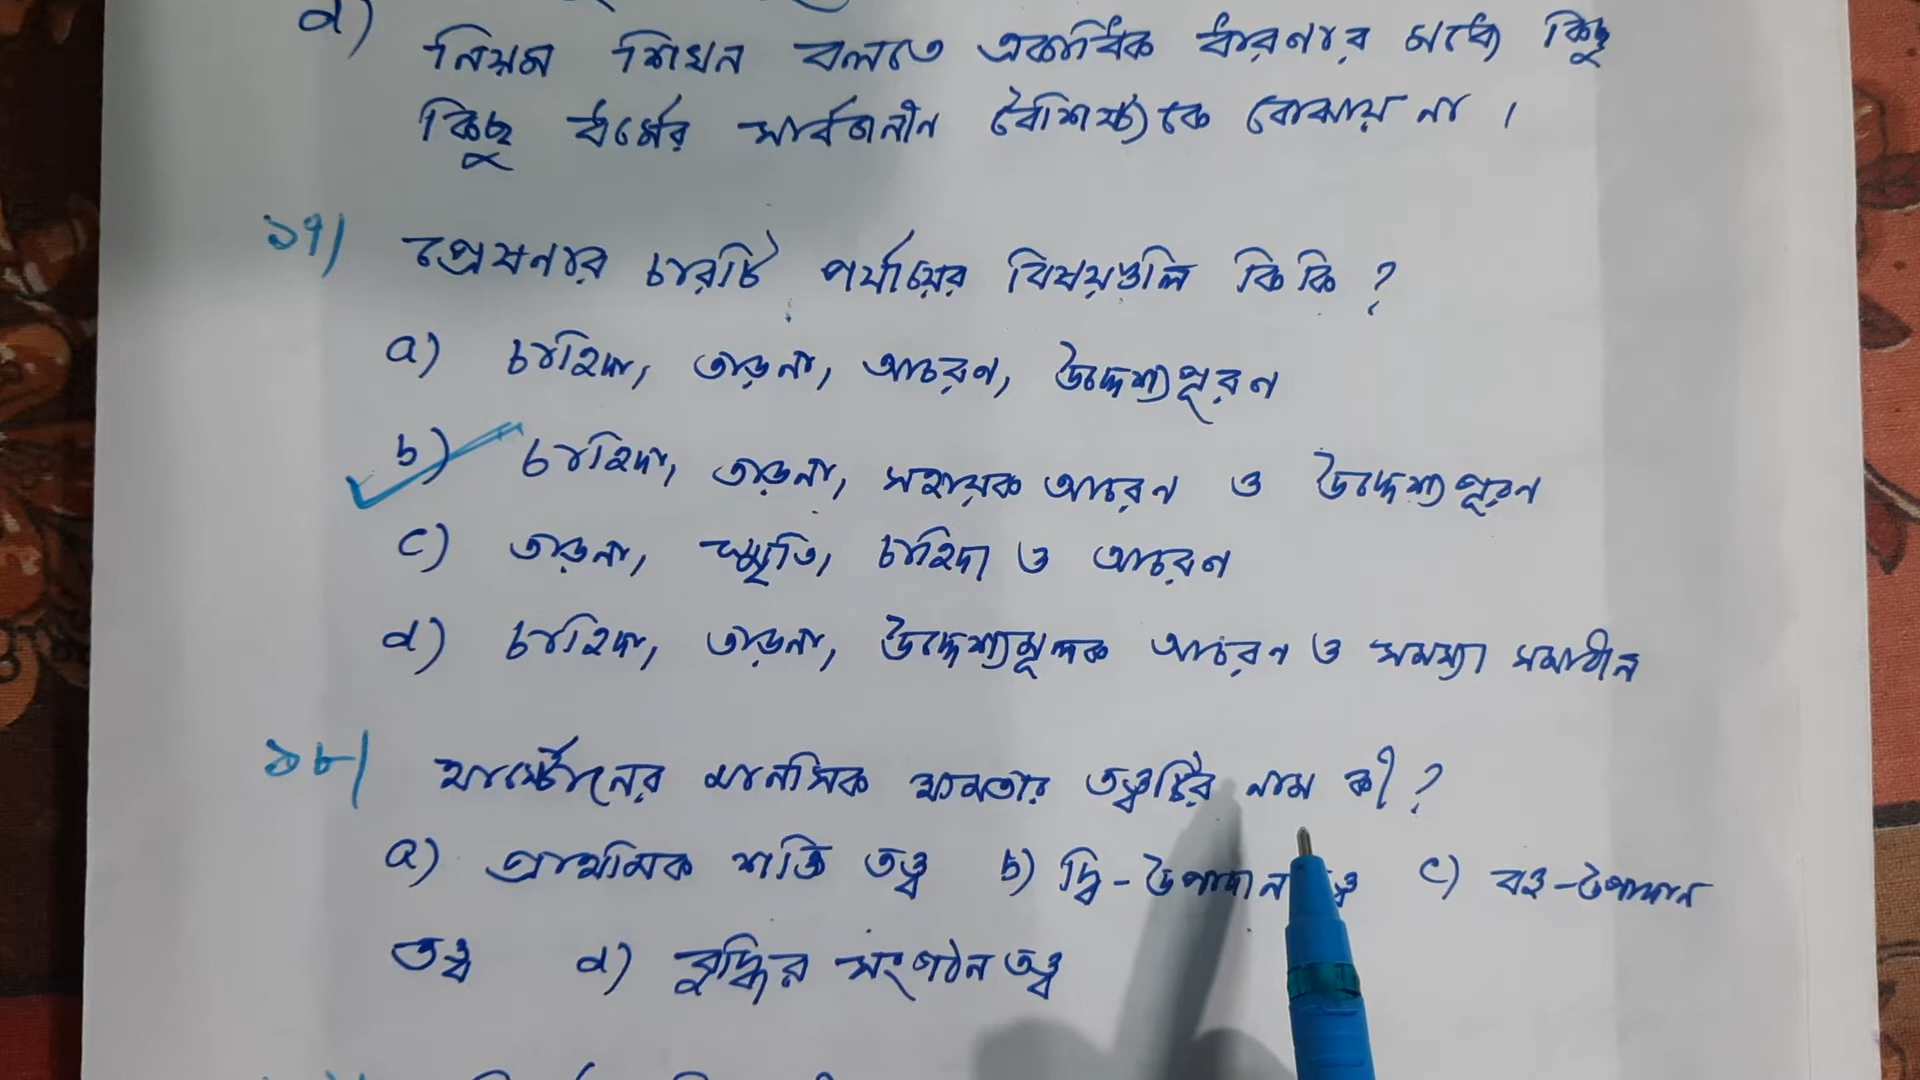 d) নিয়ম শিখন বলতে একাধিক ধারণার মধ্যে কিছু
কিছু ধর্মের সার্বজনীন বৈশিষ্ট্যকে বোঝায় না ।
১৭) প্রেষণার চারটি পর্যায়ের বিষয়গুলি কি কি ?
a) চাহিদা, তাড়না, আচরণ, উদ্দেশ্যপূরণ
b) চাহিদা, তাড়না, সহায়ক আচরণ ও উদ্দেশ্যপূরণ
c) তাড়না, স্মৃতি, চাহিদা ও আচরণ
d) চাহিদা, তাড়না, উদ্দেশ্যমূলক আচরণ ও সমস্যা সমাধান
১৮) থার্স্টোনের মানসিক ক্ষমতার তত্ত্বটির নাম কী ?
a) প্রাথমিক শক্তি তত্ত্ব b) দ্বি-উপাদান c) বহু-উপাদান
তত্ত্ব d) বুদ্ধির সংগঠন তত্ত্ব